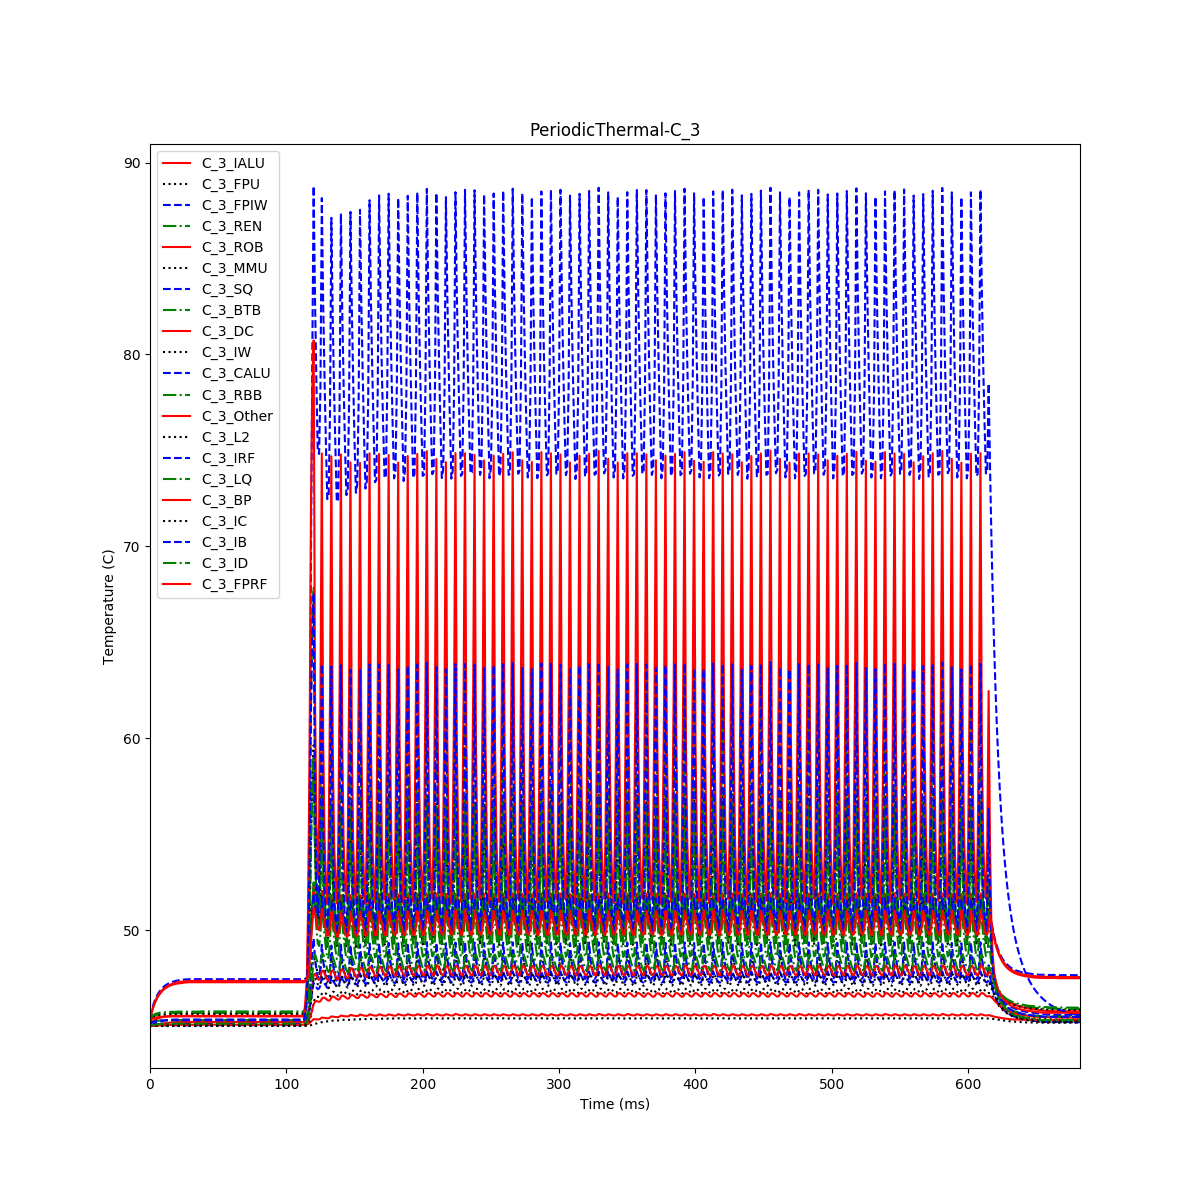 PeriodicThermal-C_3
90
80
70
60
50
Temperature (C)
C_3_IALU
C_3_FPU
C_3_FPIW
C_3_REN
C_3_ROB
C_3_MMU
C_3_SQ
C_3_BTB
C_3_DC
C_3_IW
C_3_CALU
C_3_RBB
C_3_Other
C_3_L2
C_3_IRF
C_3_LQ
C_3_BP
C_3_IC
C_3_IB
C_3_ID
C_3_FPRF
0 100 200 300 400 500 600
Time (ms)